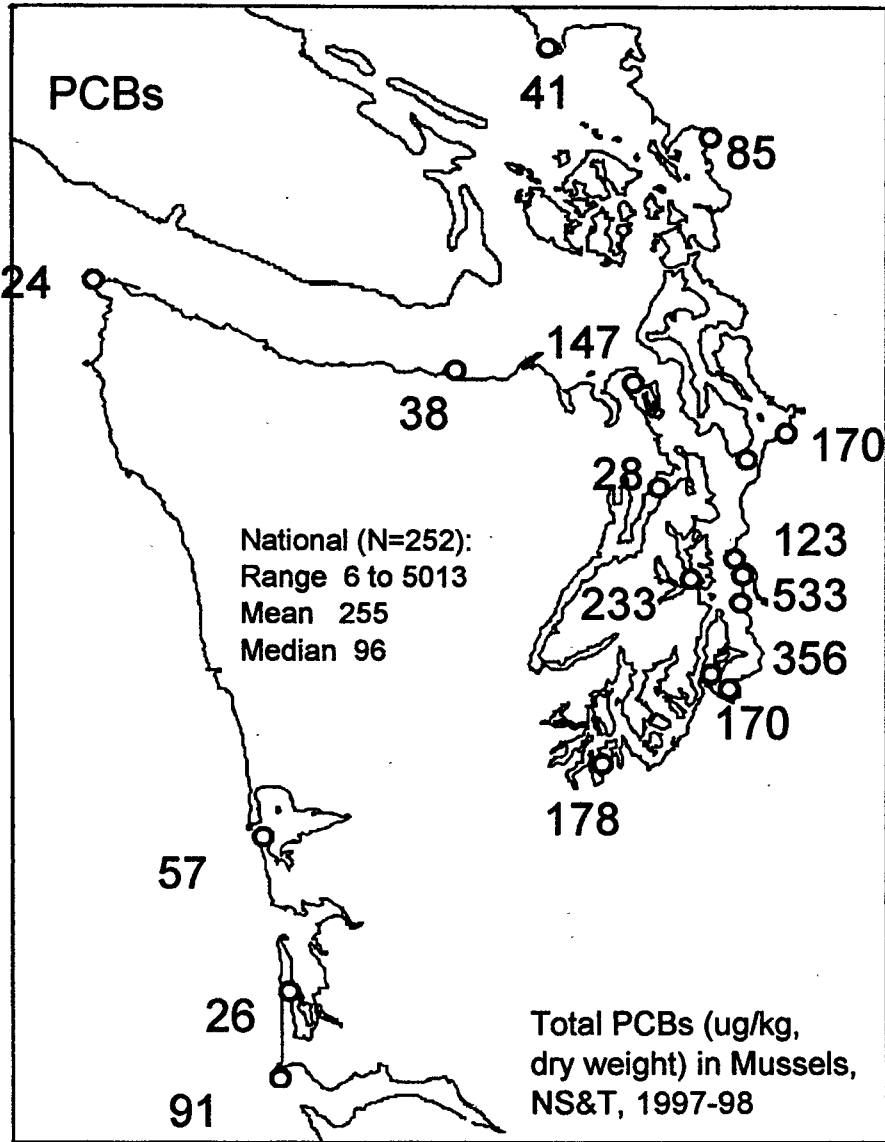 PCBs
41
85
24
147
38
170
28
National (N=252):
Range 6 to 5013
Mean 255
Median 96
123
233
533
356
170
178
57
26
91
Total PCBs (ug/kg,
dry weight) in Mussels,
NS&T, 1997-98